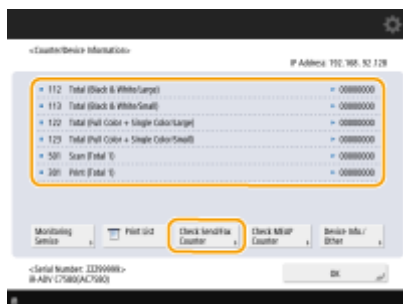 <Counter/Device Information>
IP Address: 192.168.92.128
112 Total (Black & White/Large) 00000000
113 Total (Black & White/Small) 00000000
122 Total (Full Color + Single Color/Large) 00000000
123 Total (Full Color + Single Color/Small) 00000000
501 Scan (Total 1) 00000000
301 Print (Total 1) 00000000
Monitoring Service
Print List
Check Send/Fax Counter
Check MEAP Counter
Device Info./ Other
<Serial Number: ZZZ99999>
iR-ADV C7580(AC7580)
OK